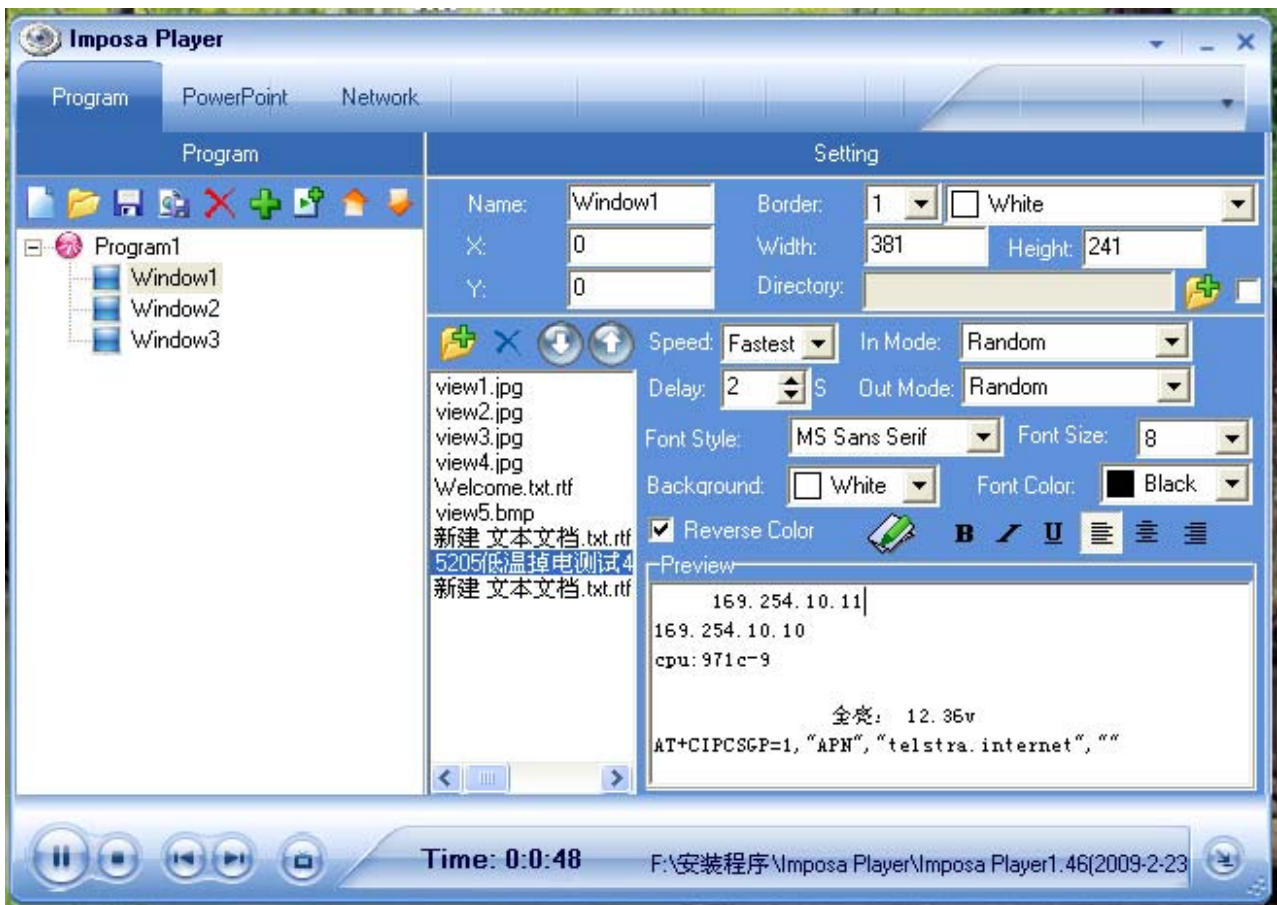 Imposa Player
Program PowerPoint Network
Program
Setting
Name: Window1 Border: 1 White
X: 0 Width: 381 Height: 241
Y: 0 Directory:
Program1
Window1
Window2
Window3
Speed: Fastest In Mode: Random
Delay: 2 S Out Mode: Random
Font Style: MS Sans Serif Font Size: 8
Background: White Font Color: Black
Reverse Color B I U
view1.jpg
view2.jpg
view3.jpg
view4.jpg
Welcome.txt.rtf
view5.bmp
新建 文本文档.txt.rtf
5205低温掉电测试4
新建 文本文档.txt.rtf
Preview
169.254.10.11
169.254.10.10
cpu:971c-9
全亮: 12.36v
AT+CIPCSGP=1,"APN","telstra.internet",""
Time: 0:0:48 F:\安装程序\Imposa Player\Imposa Player1.46(2009-2-23